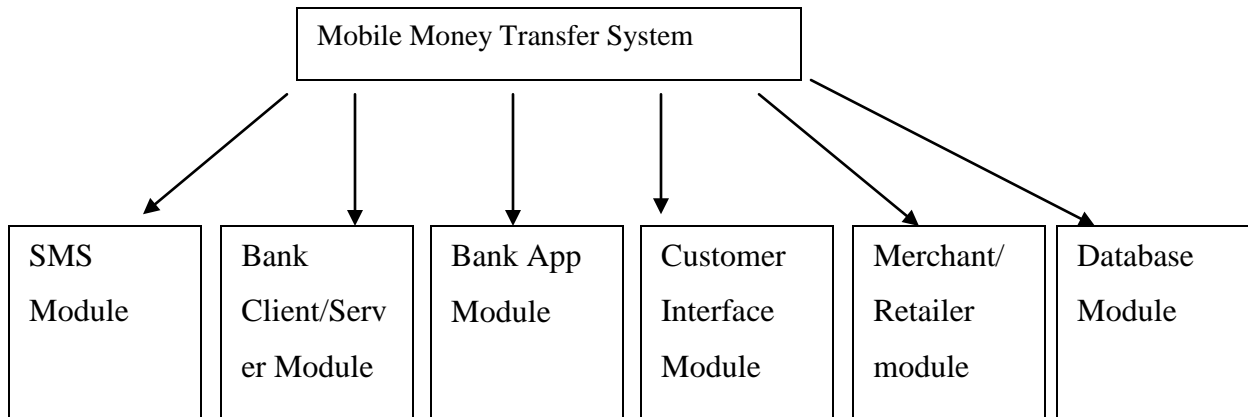 Mobile Money Transfer System
SMS
Module
Bank
Client/Serv
er Module
Bank App
Module
Customer
Interface
Module
Merchant/
Retailer
module
Database
Module